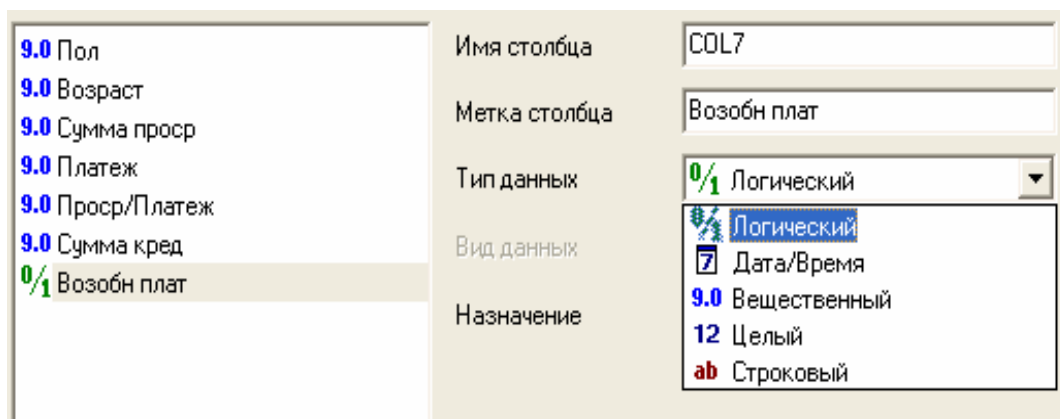 9.0 Пол
9.0 Возраст
9.0 Сумма проср
9.0 Платеж
9.0 Проср/Платеж
9.0 Сумма кред
0/1 Возобн плат
Имя столбца COL7
Метка столбца Возобн плат
Тип данных 0/1 Логический
Вид данных
Назначение
0/1 Логический
7 Дата/Время
9.0 Вещественный
12 Целый
ab Строковый